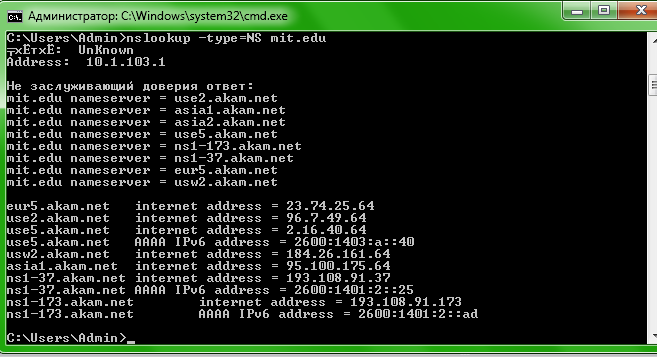 Администратор: C:\Windows\system32\cmd.exe
C:\Users\Admin>nslookup -type=NS mit.edu
╤хЁтхЁ:  UnKnown
Address:  10.1.103.1
Не заслуживающий доверия ответ:
mit.edu nameserver = use2.akam.net
mit.edu nameserver = asia1.akam.net
mit.edu nameserver = asia2.akam.net
mit.edu nameserver = use5.akam.net
mit.edu nameserver = ns1-173.akam.net
mit.edu nameserver = ns1-37.akam.net
mit.edu nameserver = eur5.akam.net
mit.edu nameserver = usw2.akam.net
eur5.akam.net   internet address = 23.74.25.64
use2.akam.net   internet address = 96.7.49.64
use5.akam.net   internet address = 2.16.40.64
use5.akam.net   AAAA IPv6 address = 2600:1403:a::40
usw2.akam.net   internet address = 184.26.161.64
asia1.akam.net  internet address = 95.100.175.64
ns1-37.akam.net internet address = 193.108.91.37
ns1-37.akam.net AAAA IPv6 address = 2600:1401:2::25
ns1-173.akam.net        internet address = 193.108.91.173
ns1-173.akam.net        AAAA IPv6 address = 2600:1401:2::ad
C:\Users\Admin>_